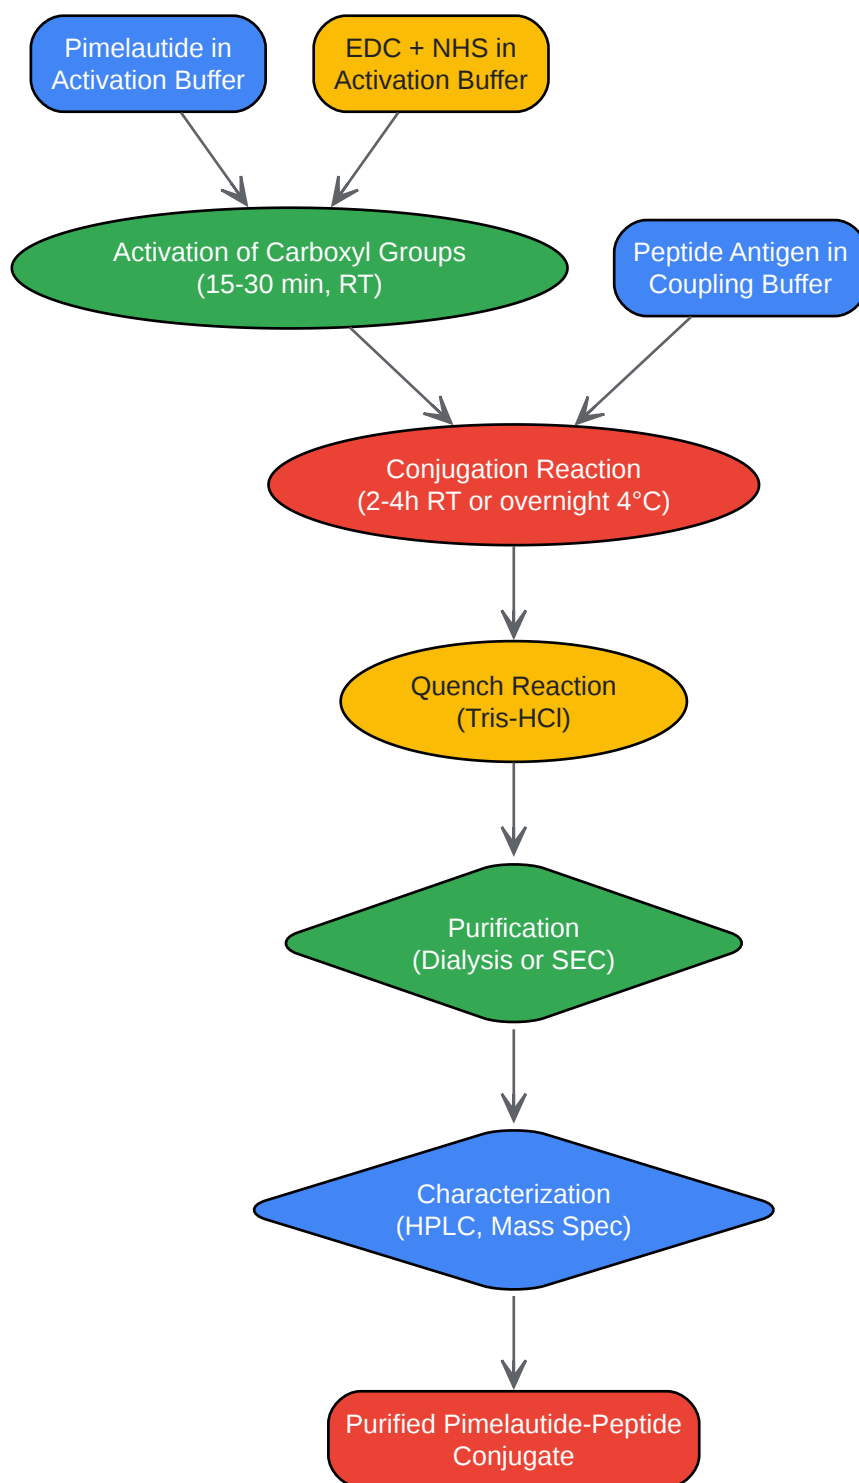 Pimelautide in
Activation Buffer
EDC + NHS in
Activation Buffer
Activation of Carboxyl Groups
(15-30 min, RT)
Peptide Antigen in
Coupling Buffer
Conjugation Reaction
(2-4h RT or overnight 4°C)
Quench Reaction
(Tris-HCl)
Purification
(Dialysis or SEC)
Characterization
(HPLC, Mass Spec)
Purified Pimelautide-Peptide
Conjugate